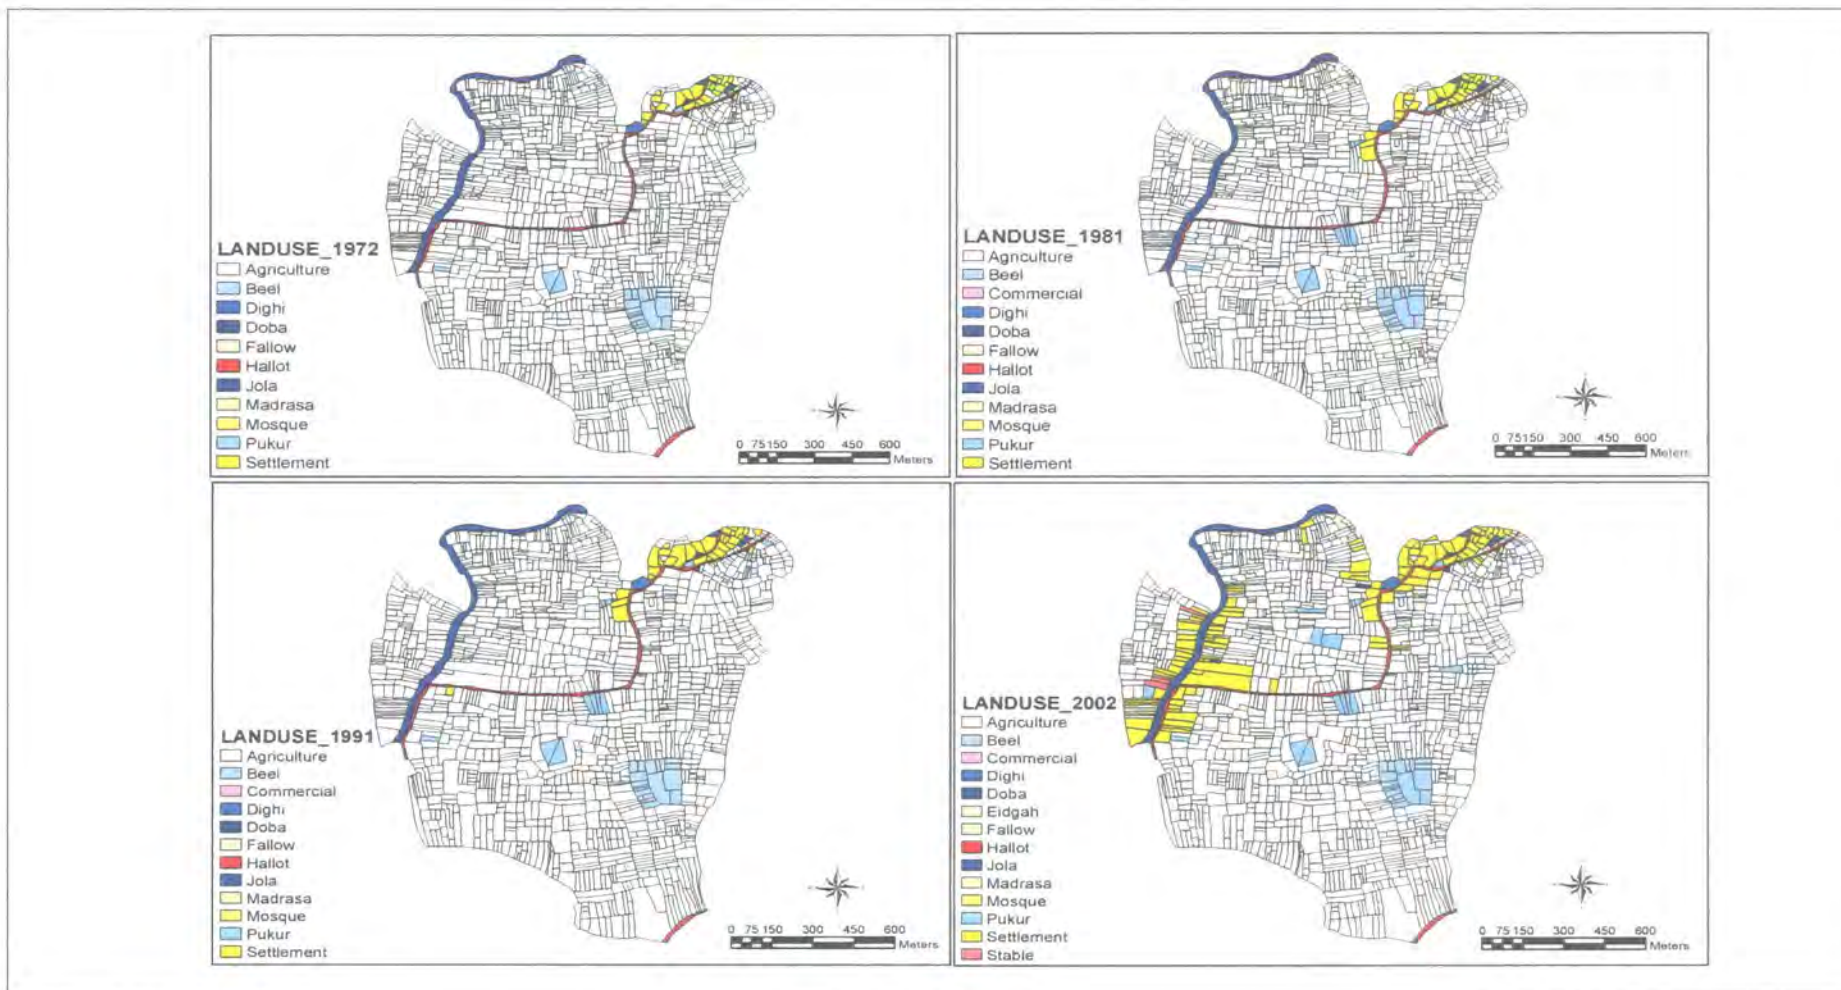 LANDUSE_1972
Agriculture
Beel
Dighi
Doba
Fallow
Hallot
Jola
Madrasa
Mosque
Pukur
Settlement
0 75 150 300 450 600
Meters
LANDUSE_1981
Agriculture
Beel
Commercial
Dighi
Doba
Fallow
Hallot
Jola
Madrasa
Mosque
Pukur
Settlement
0 75 150 300 450 600
Meters
LANDUSE_1991
Agriculture
Beel
Commercial
Dighi
Doba
Fallow
Hallot
Jola
Madrasa
Mosque
Pukur
Settlement
0 75 150 300 450 600
Meters
LANDUSE_2002
Agriculture
Beel
Commercial
Dighi
Doba
Eidgah
Fallow
Hallot
Jola
Madrasa
Mosque
Pukur
Settlement
Stable
0 75 150 300 450 600
Meters